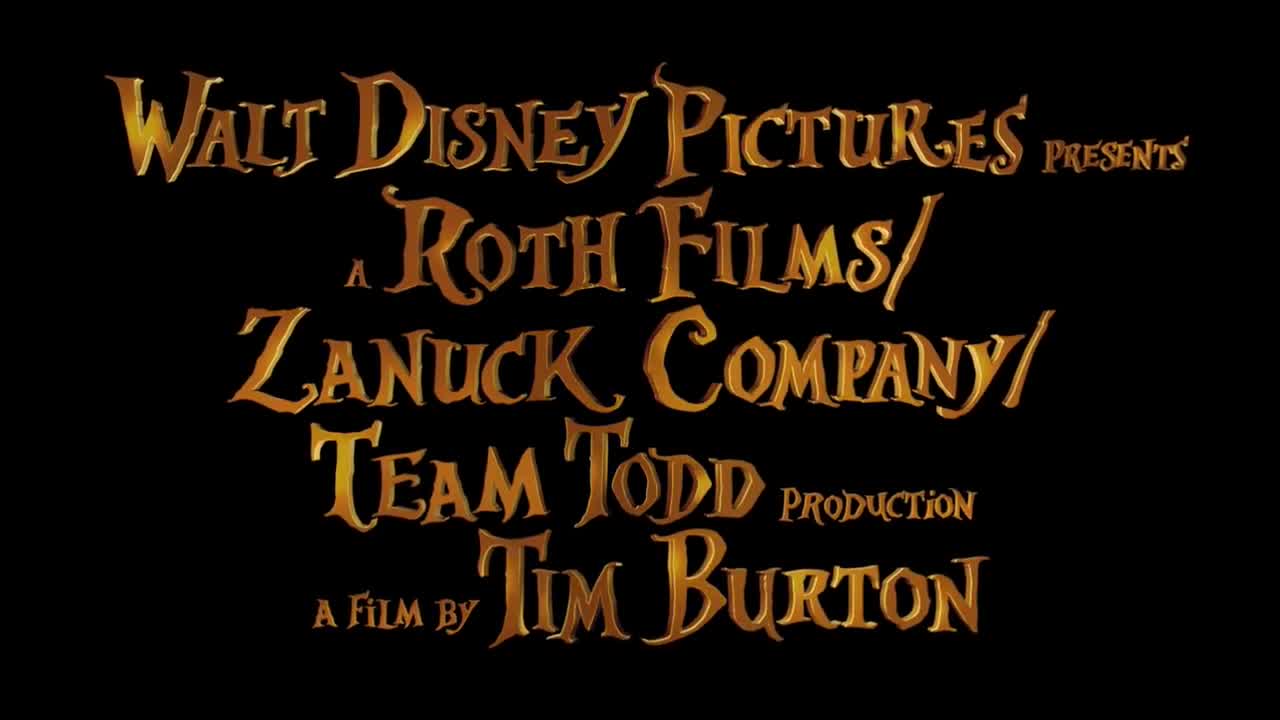 WALT DISNEY PICTURES PRESENTS
A ROTH FILMS/
ZANUCK COMPANY/
TEAM TODD PRODUCTION
A FiLM BY TIM BURTON